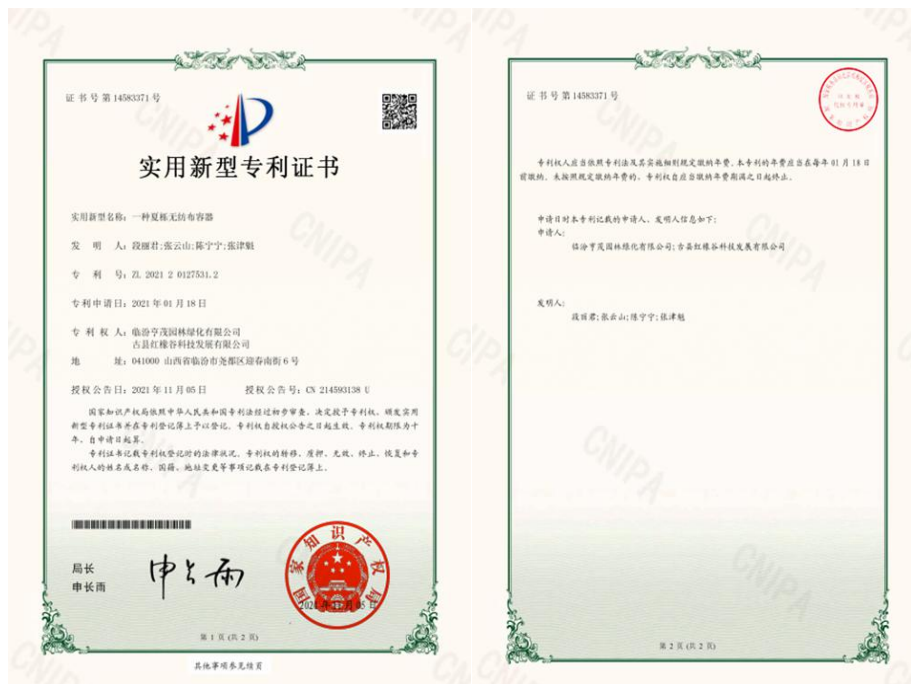 证书号第14583371号
实用新型专利证书
实用新型名称：一种夏栎无纺布容器
发 明 人：段丽君;张云山;陈宁宁;张津魁
专 利 号：ZL 2021 2 0127531.2
专利申请日：2021年01月18日
专 利 权 人：临汾亨茂园林绿化有限公司
古县红橡谷科技发展有限公司
地 址：041000 山西省临汾市尧都区迎春南街6号
授权公告日：2021年11月05日 授权公告号：CN 214593138 U
国家知识产权局依照中华人民共和国专利法经过初步审查，决定授予专利权，颁发实用
新型专利证书并在专利登记簿上予以登记。专利权自授权公告之日起生效。专利权期限为十
年，自申请日起算。
专利证书记载专利权登记时的法律状况。专利权的转移、质押、无效、终止、恢复和专
利权人的姓名或名称、国籍、地址变更等事项记载在专利登记簿上。
局长
申长雨
申长雨
国家知识产权局
2021年11月05日
第 1 页 (共 2 页)
其他事项参见续页
证书号第14583371号
专利权人应当依照专利法及其实施细则规定缴纳年费。本专利的年费应当在每年01月18日
前缴纳。未按照规定缴纳年费的，专利权自应当缴纳年费期满之日起终止。
申请日时本专利记载的申请人、发明人信息如下：
申请人：
临汾亨茂园林绿化有限公司;古县红橡谷科技发展有限公司
发明人：
段丽君;张云山;陈宁宁;张津魁
第 2 页 (共 2 页)
CNIPA